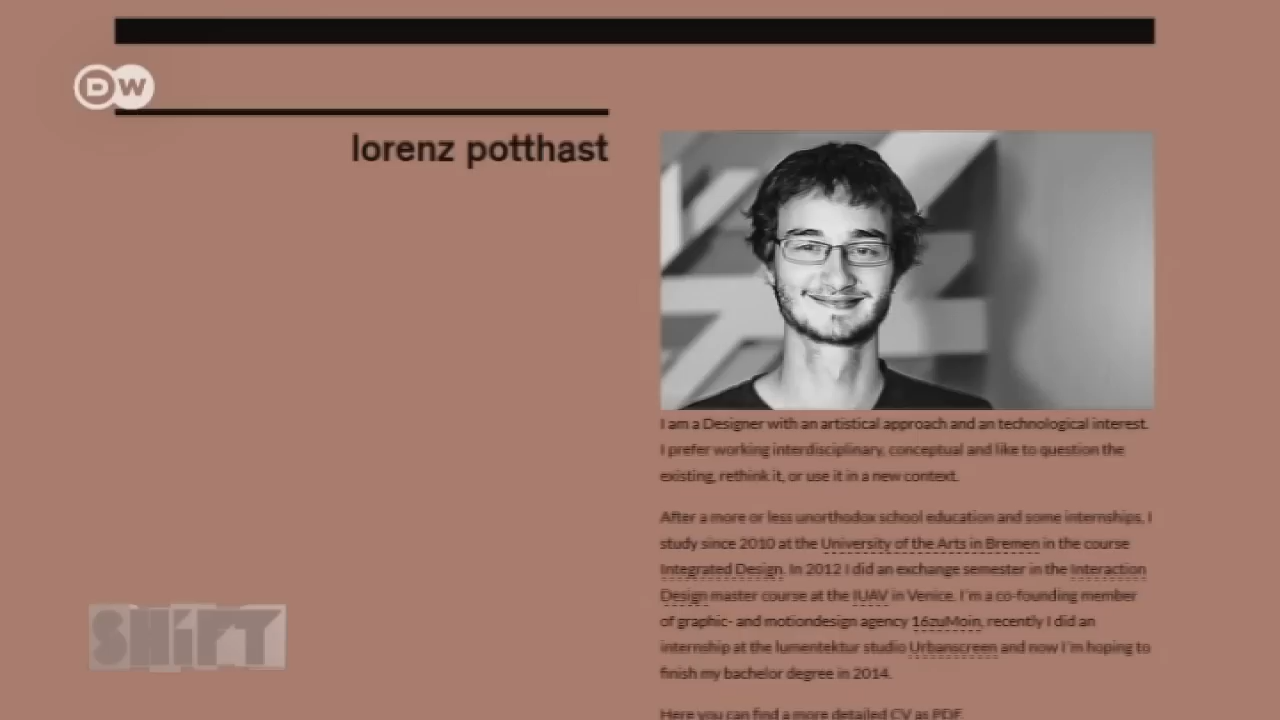 DW
lorenz potthast
I am a Designer with an artistical approach and an technological interest.
I prefer working interdisciplinary, conceptual and like to question the
existing, rethink it, or use it in a new context.
After a more or less unorthodox school education and some internships, I
study since 2010 at the University of the Arts in Bremen in the course
Integrated Design. In 2012 I did an exchange semester in the Interaction
Design master course at the IUAV in Venice. I'm a co-founding member
of graphic- and motiondesign agency 16zuMoin, recently I did an
internship at the lumentektur studio Urbanscreen and now I'm hoping to
finish my bachelor degree in 2014.
Here you can find a more detailed CV as PDF
SHiFT